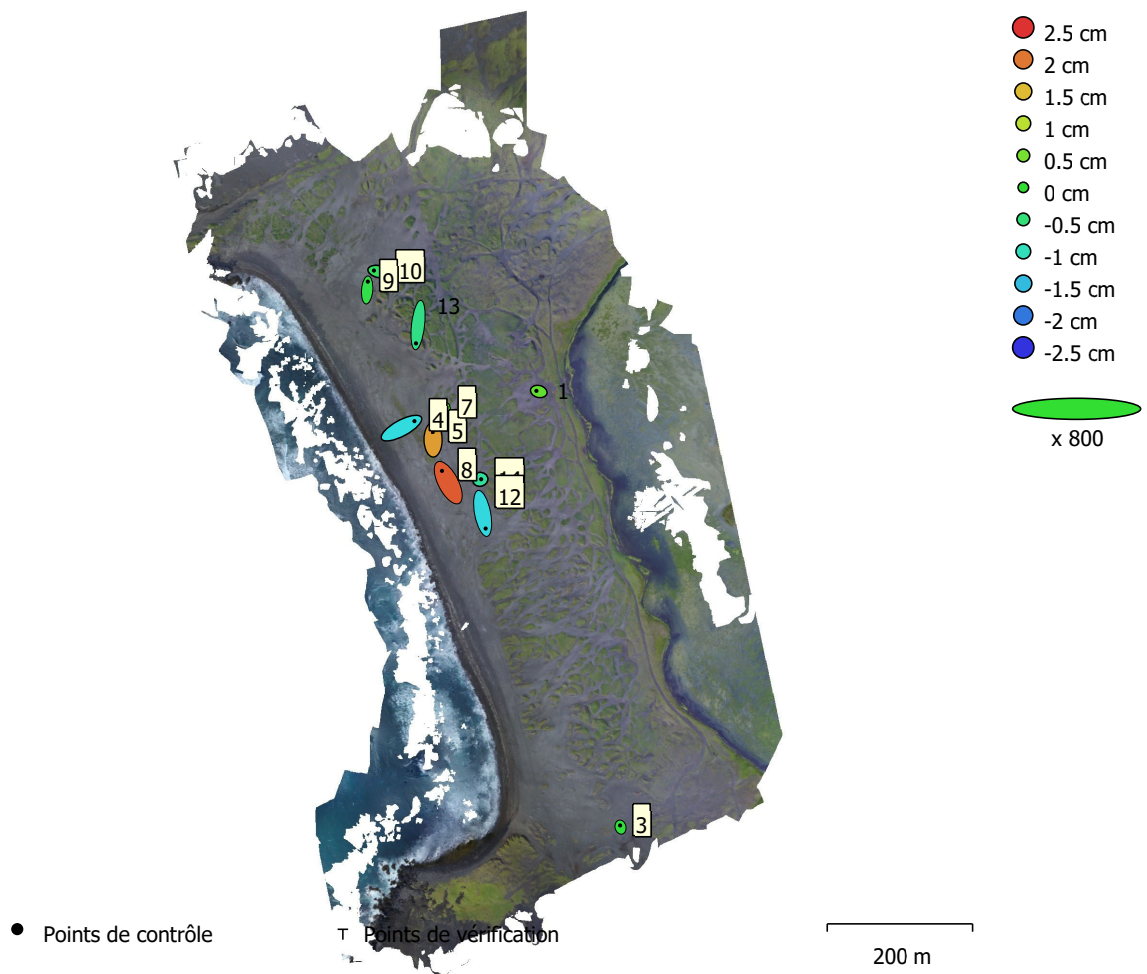 2.5 cm
2 cm
1.5 cm
1 cm
0.5 cm
0 cm
-0.5 cm
-1 cm
-1.5 cm
-2 cm
-2.5 cm
x 800
10
9
13
1
7
4
5
8
12
3
Points de contrôle
Points de vérification
200 m